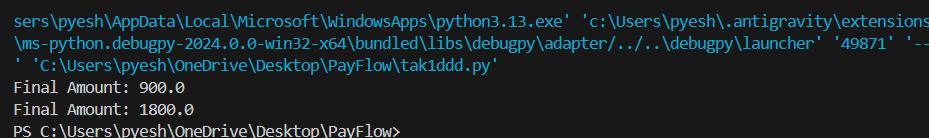 sers\pyesh\AppData\Local\Microsoft\WindowsApps\python3.13.exe' 'c:\Users\pyesh\.antigravity\extensions
\ms-python.debugpy-2024.0.0-win32-x64\bundled\libs\debugpy\adapter/../..\debugpy\launcher' '49871' '--
' 'C:\Users\pyesh\OneDrive\Desktop\PayFlow\tak1ddd.py'
Final Amount: 900.0
Final Amount: 1800.0
PS C:\Users\pyesh\OneDrive\Desktop\PayFlow>